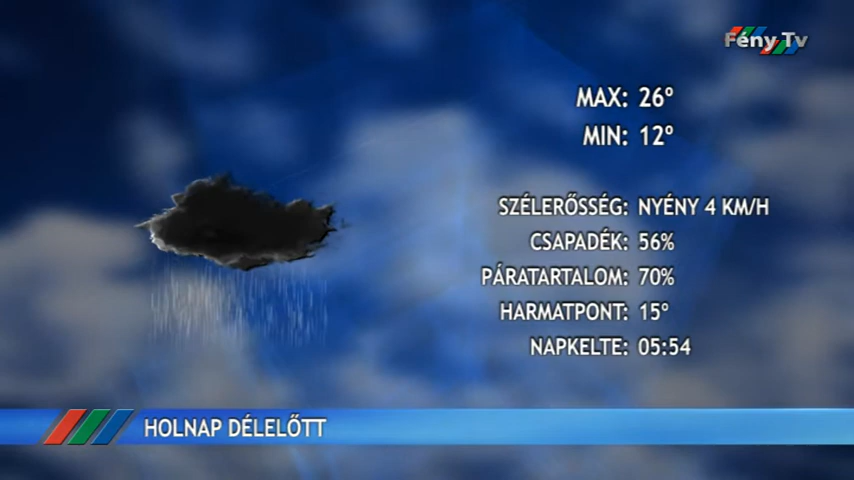 Fény Tv
MAX: 26°
MIN: 12°
SZÉLERŐSSÉG: NYÉNY 4 KM/H
CSAPADÉK: 56%
PÁRATARTALOM: 70%
HARMATPONT: 15°
NAPKELTE: 05:54
HOLNAP DÉLELŐTT